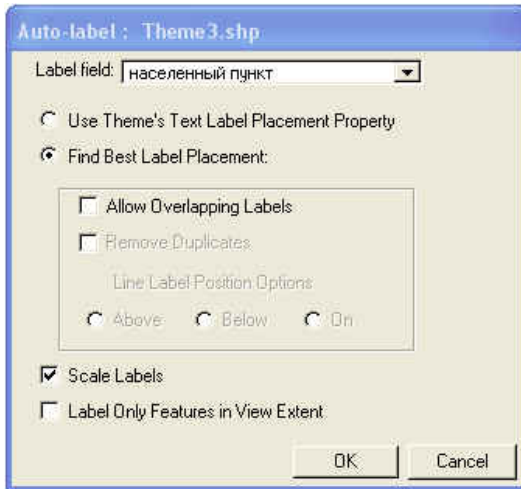 Auto-label : Theme3.shp
Label field: населенный пункт
Use Theme's Text Label Placement Property
Find Best Label Placement:
Allow Overlapping Labels
Remove Duplicates
Line Label Position Options
Above Below On
Scale Labels
Label Only Features in View Extent
OK Cancel